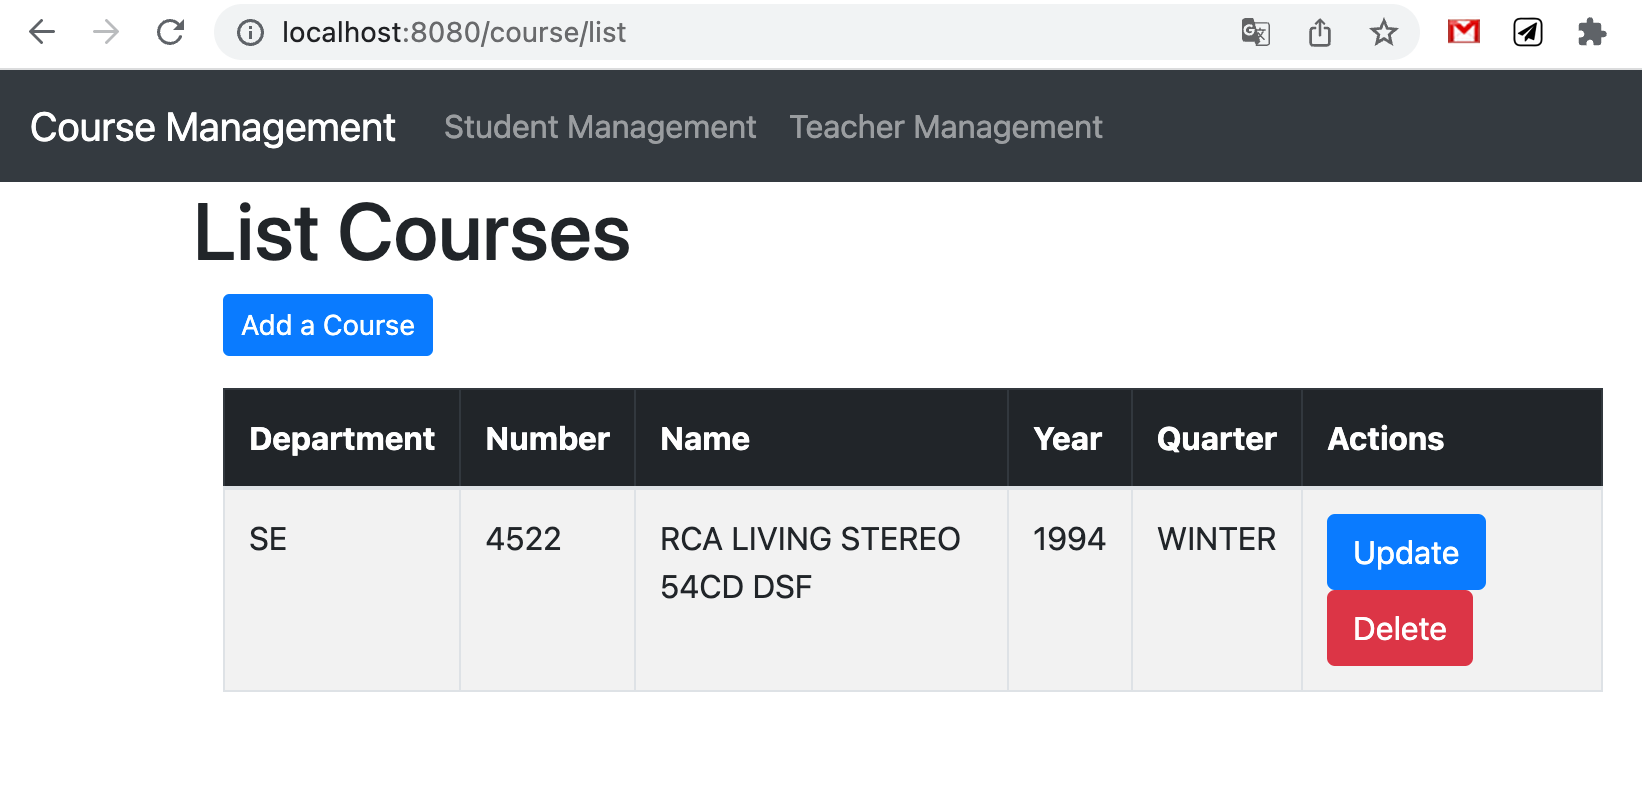 localhost:8080/course/list
Course Management Student Management Teacher Management
List Courses
Add a Course
Department Number Name Year Quarter Actions
SE 4522 RCA LIVING STEREO 1994 WINTER Update
54CD DSF
Delete